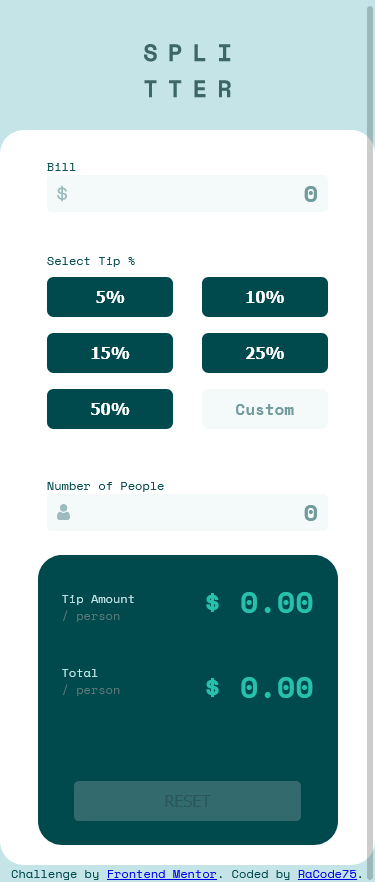 SPLI
TTER
Bill
$ 0
Select Tip %
5% 10%
15% 25%
50% Custom
Number of People
0
Tip Amount
/ person
$ 0.00
Total
/ person
$ 0.00
RESET
Challenge by Frontend Mentor. Coded by RaCode75.